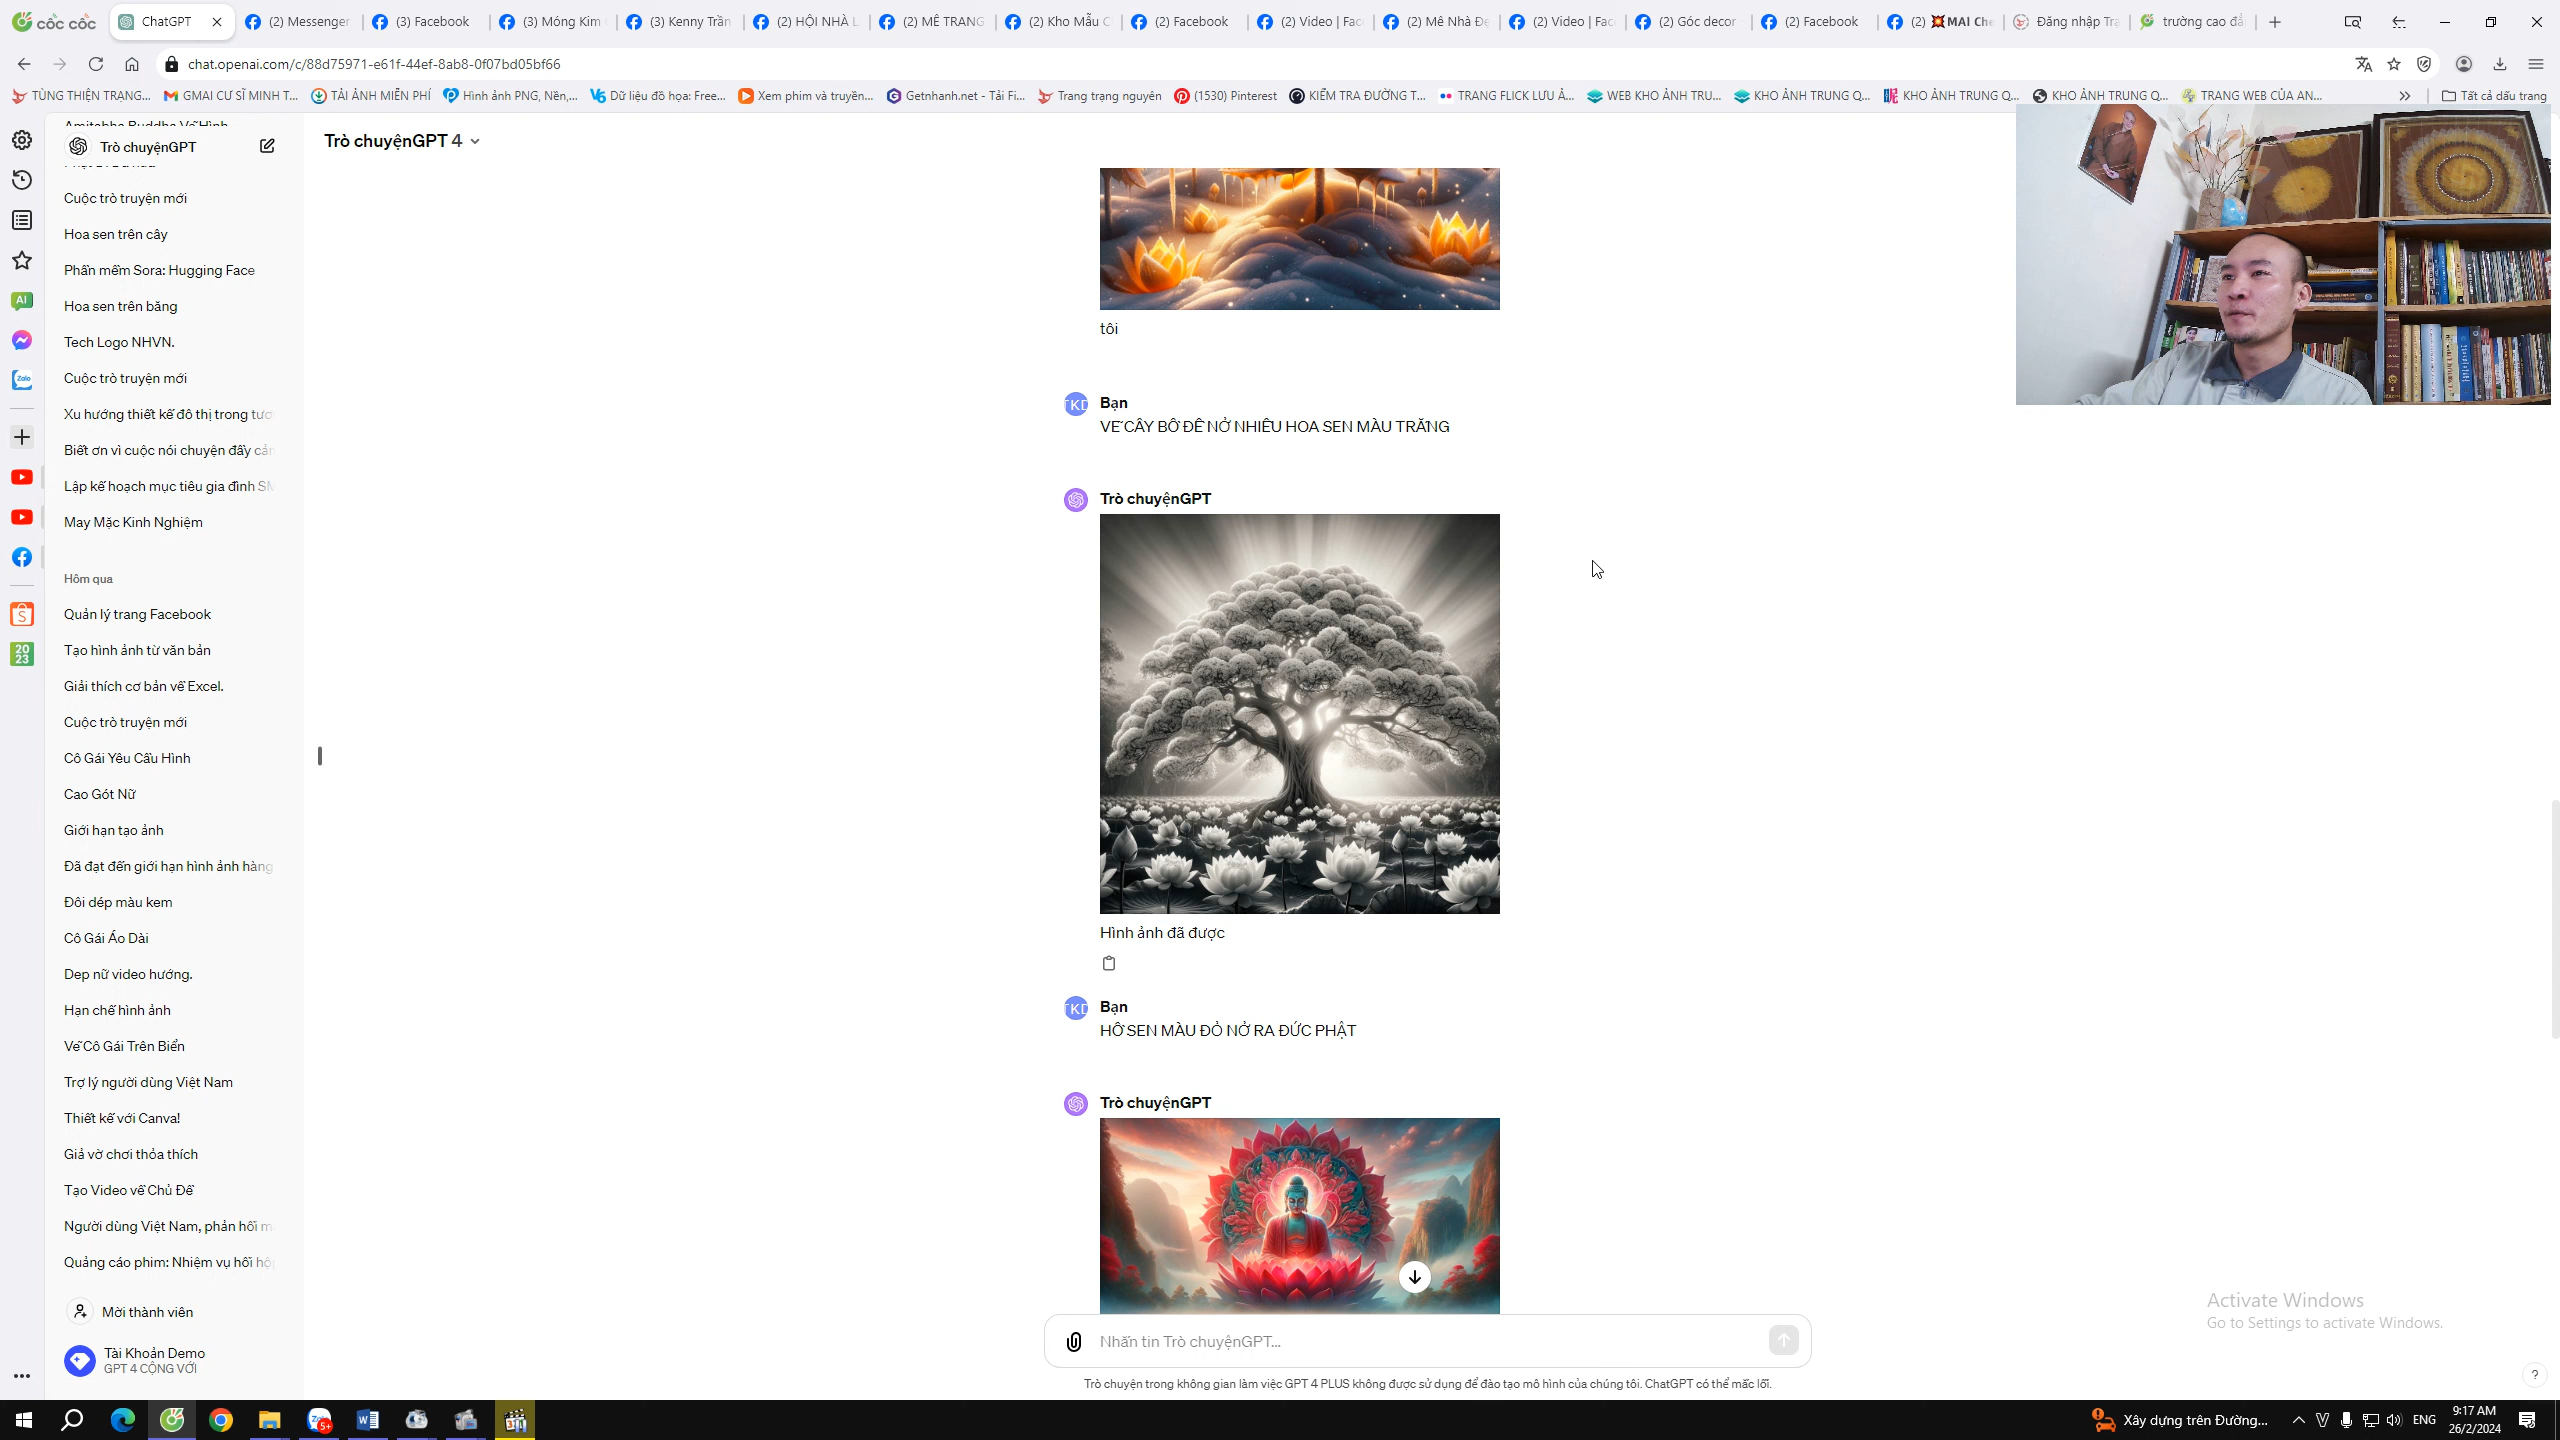 cốc cốc
ChatGPT
(2) Messenger
(3) Facebook
(3) Móng Kim
(3) Kenny Trần
(2) HỘI NHÀ
(2) MÊ TRANG
(2) Kho Mẫu
(2) Facebook
(2) Video |
(2) Mê Nhà
(2) Video |
(2) Góc decor
(2) Facebook
(2) 💥MAI
Đăng nhập
trường cao
chat.openai.com/c/88d75971-e61f-44ef-8ab8-0f07bd05bf66
TÙNG THIỆN TRẠNG...
GMAI CƯ SĨ MINH T...
TẢI ẢNH MIỄN PHÍ
Hình ảnh PNG, Nền,...
Dữ liệu đồ họa: Free...
Xem phim và truyền...
Getnhanh.net - Tải Fi...
Trang trạng nguyên
(1530) Pinterest
KIỂM TRA ĐƯỜNG T...
TRANG FLICK LƯU Ả...
WEB KHO ẢNH TRU...
KHO ẢNH TRUNG Q...
KHO ẢNH TRUNG Q...
KHO ẢNH TRUNG Q...
TRANG WEB CỦA AN...
Tất cả dấu trang
Trò chuyệnGPT
Cuộc trò truyện mới
Hoa sen trên cây
Phần mềm Sora: Hugging Face
Hoa sen trên băng
Tech Logo NHVN.
Cuộc trò truyện mới
Xu hướng thiết kế đô thị trong
Biết ơn vì cuộc nói chuyện đầy
Lập kế hoạch mục tiêu gia đình
May Mặc Kinh Nghiệm
Hôm qua
Quản lý trang Facebook
Tạo hình ảnh từ văn bản
Giải thích cơ bản về Excel.
Cuộc trò truyện mới
Cô Gái Yêu Cầu Hình
Cao Gót Nữ
Giới hạn tạo ảnh
Đã đạt đến giới hạn hình ảnh hàng
Đôi dép màu kem
Cô Gái Áo Dài
Dep nữ video hướng.
Hạn chế hình ảnh
Vẽ Cô Gái Trên Biển
Trợ lý người dùng Việt Nam
Thiết kế với Canva!
Giả vờ chơi thỏa thích
Tạo Video về Chủ Đề
Người dùng Việt Nam, phản hồi
Quảng cáo phim: Nhiệm vụ hồi
Mời thành viên
Tài Khoản Demo
GPT 4 CỘNG VỚI
Trò chuyệnGPT 4
tôi
Bạn
VẼ CÂY BỒ ĐỀ NỞ NHIỀU HOA SEN MÀU TRẮNG
Trò chuyệnGPT
Hình ảnh đã được
Bạn
HỒ SEN MÀU ĐỎ NỞ RA ĐỨC PHẬT
Trò chuyệnGPT
Nhắn tin Trò chuyệnGPT...
Trò chuyện trong không gian làm việc GPT 4 PLUS không được sử dụng để đào tạo mô hình của chúng tôi. ChatGPT có thể mắc lỗi.
Activate Windows
Go to Settings to activate Windows.
Xây dựng trên Đường...
ENG
9:17 AM
26/2/2024